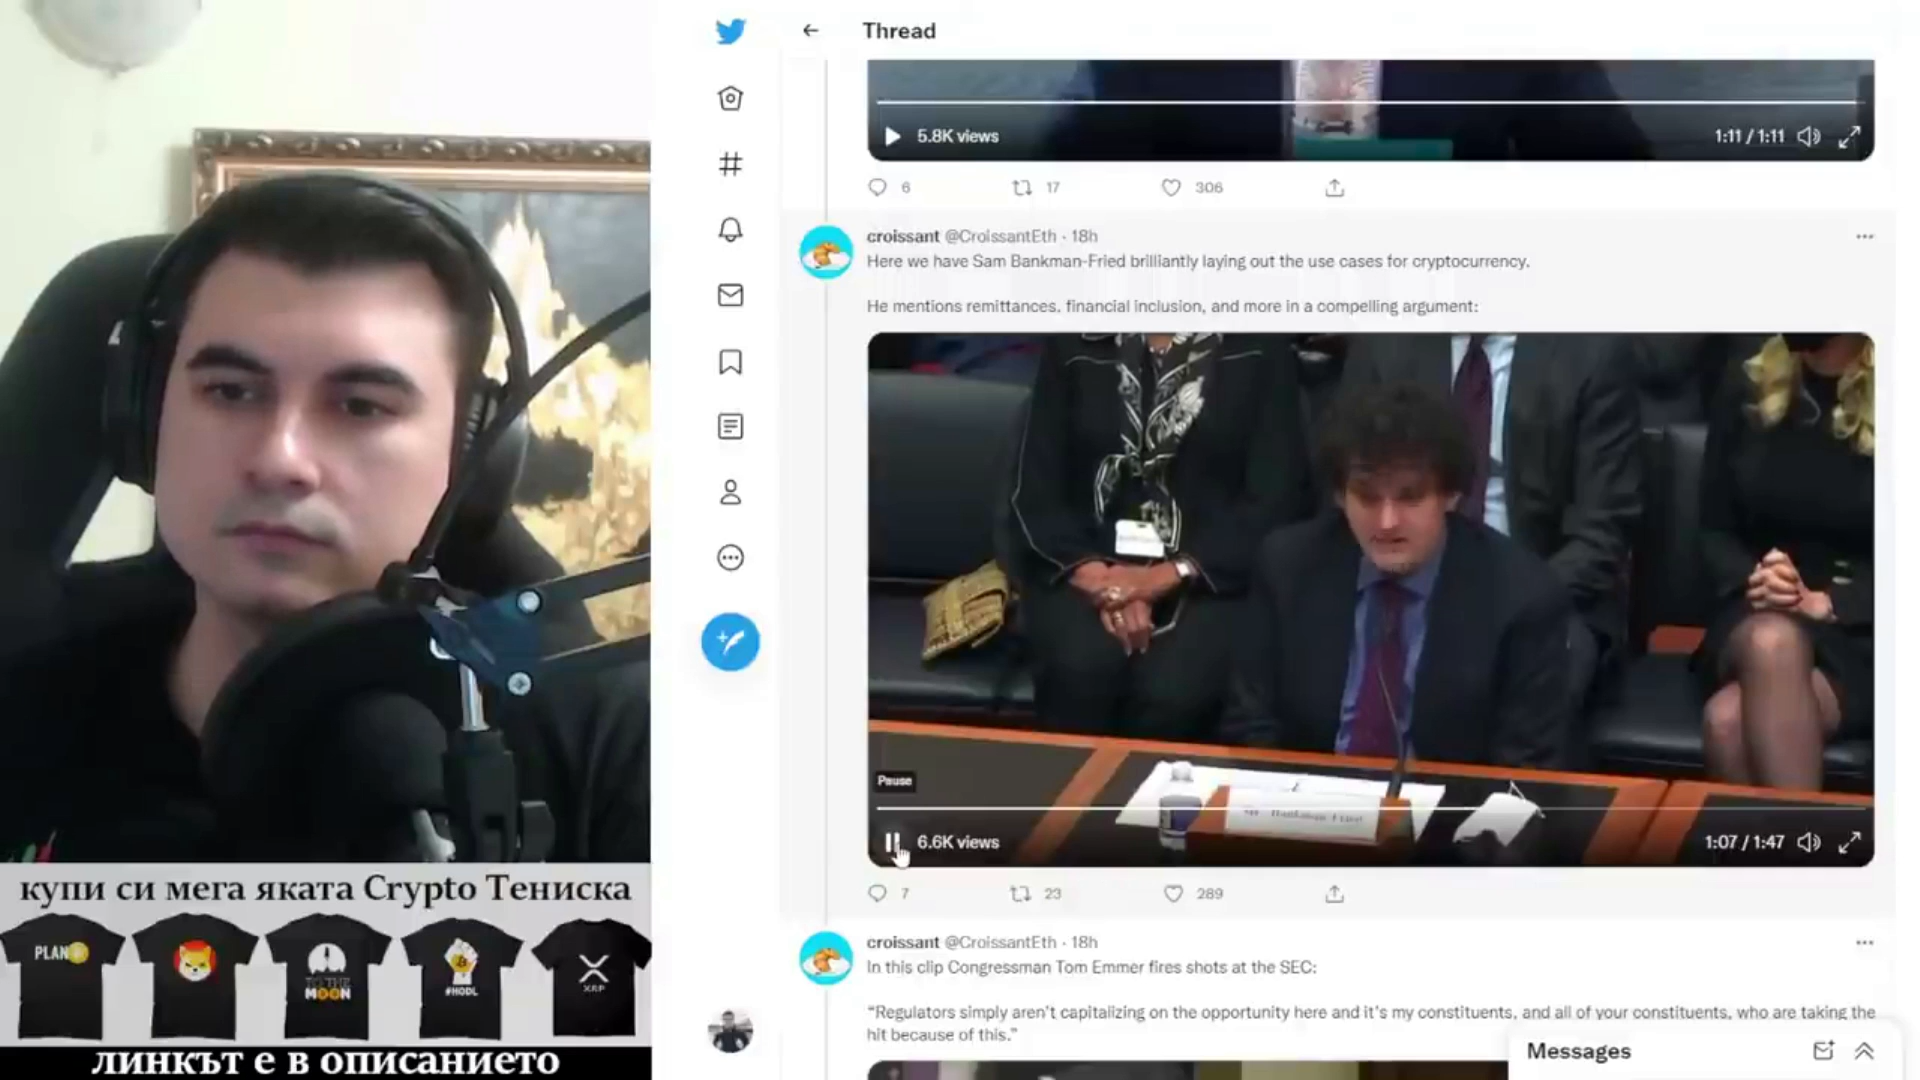 Thread
5.8K views
1:11 / 1:11
6
17
306
croissant @CroissantEth · 18h
Here we have Sam Bankman-Fried brilliantly laying out the use cases for cryptocurrency.
He mentions remittances, financial inclusion, and more in a compelling argument:
Pause
6.6K views
1:07 / 1:47
7
23
289
croissant @CroissantEth · 18h
In this clip Congressman Tom Emmer fires shots at the SEC:
“Regulators simply aren't capitalizing on the opportunity here and it's my constituents, and all of your constituents, who are taking the
hit because of this.”
Messages
купи си мега яката Crypto Тениска
PLAN B
TO THE
MOON
#HODL
XRP
линкът е в описанието